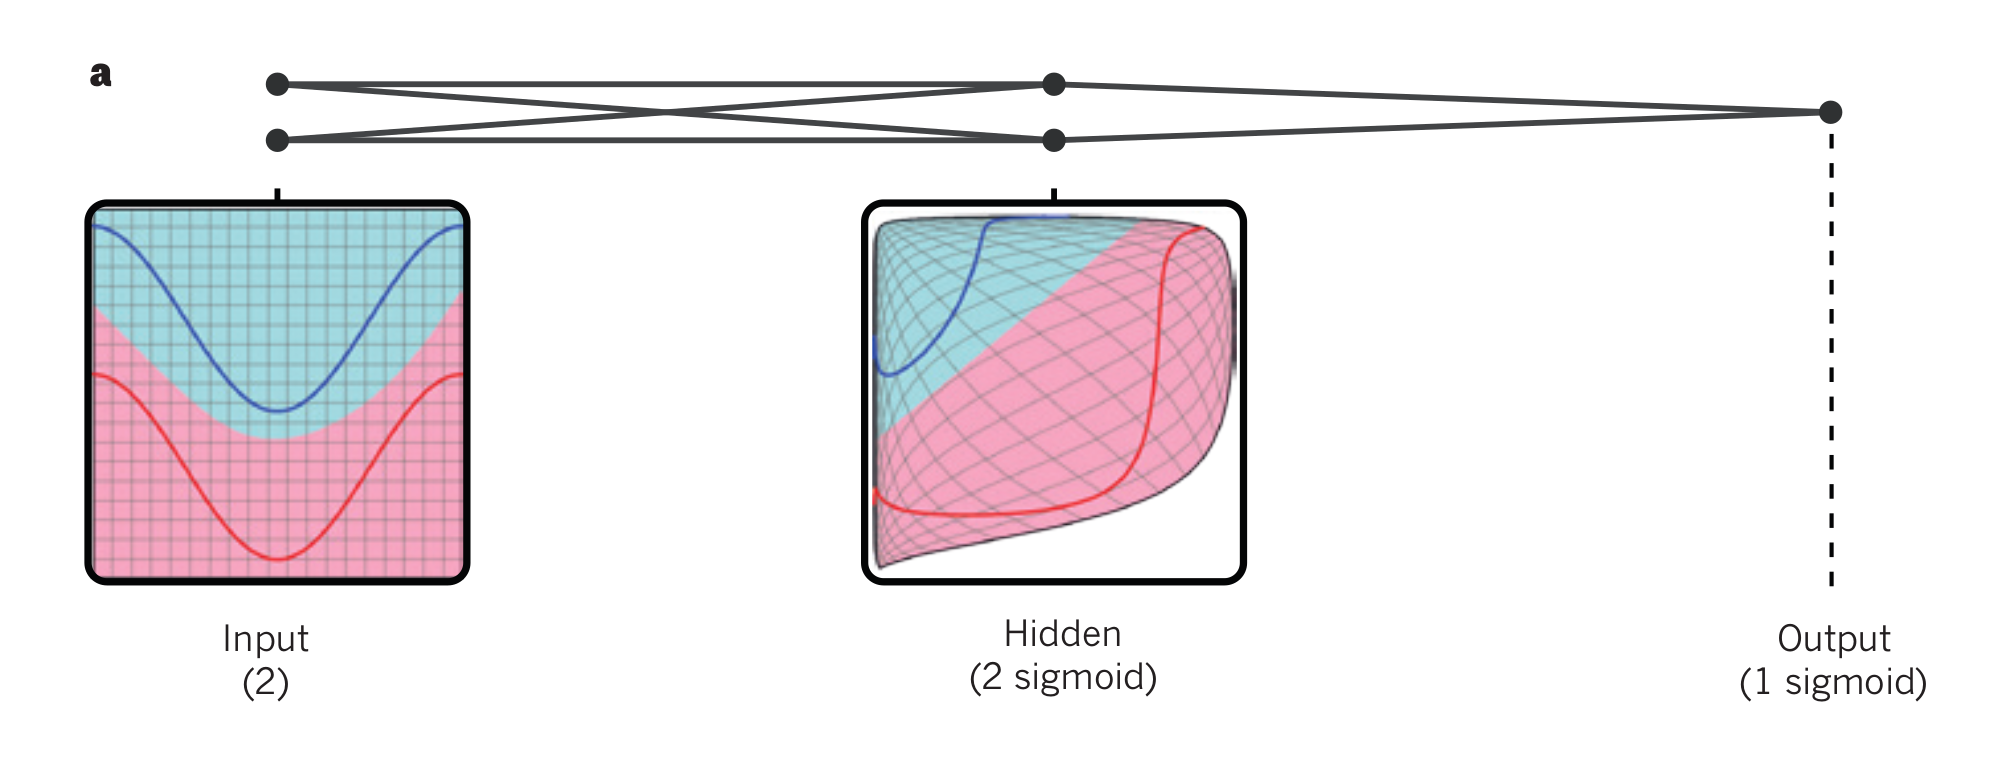 a
Input
(2)
Hidden
(2 sigmoid)
Output
(1 sigmoid)